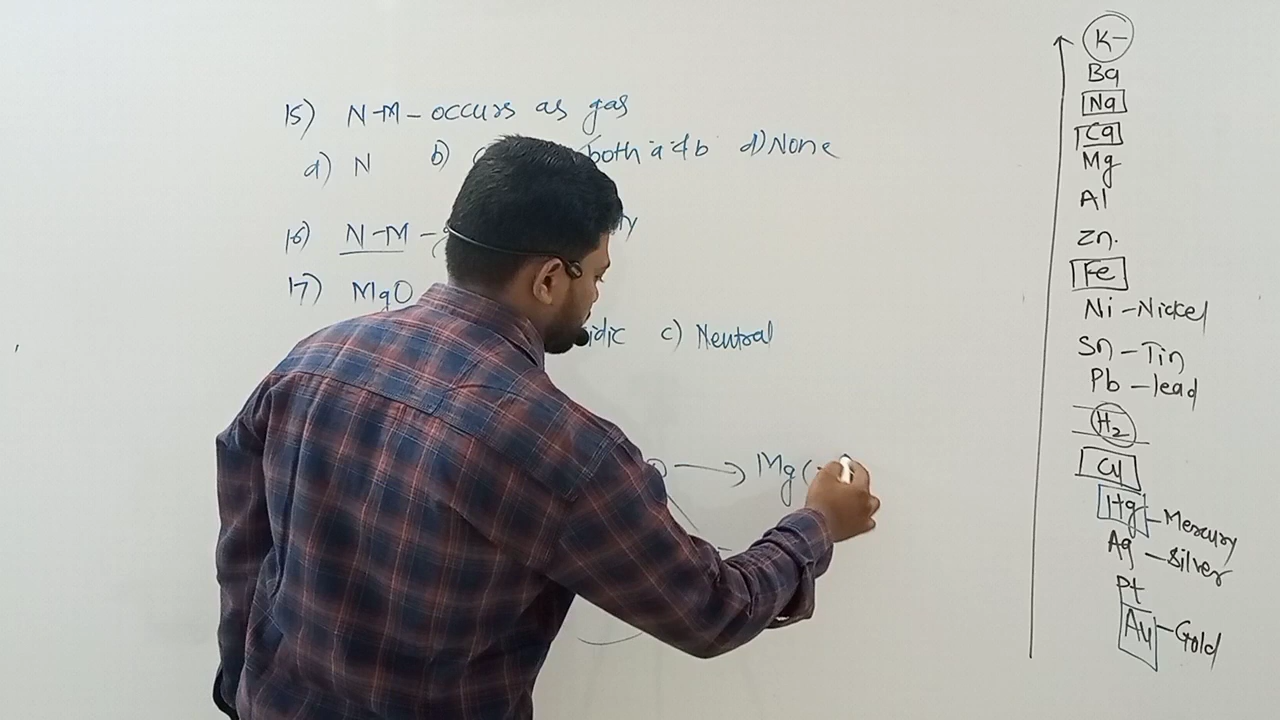 15) N-M - occurs as gas
a) N b) both 'a' & b d) None
16) N-M -
17) MgO
idic c) Neutral
→ Mg(
K
Ba
Na
Ca
Mg
Al
Zn.
Fe
Ni - Nickel
Sn - Tin
Pb - lead
H2
Cu
Hg - Mercury
Ag - Silver
Pt
Au - Gold